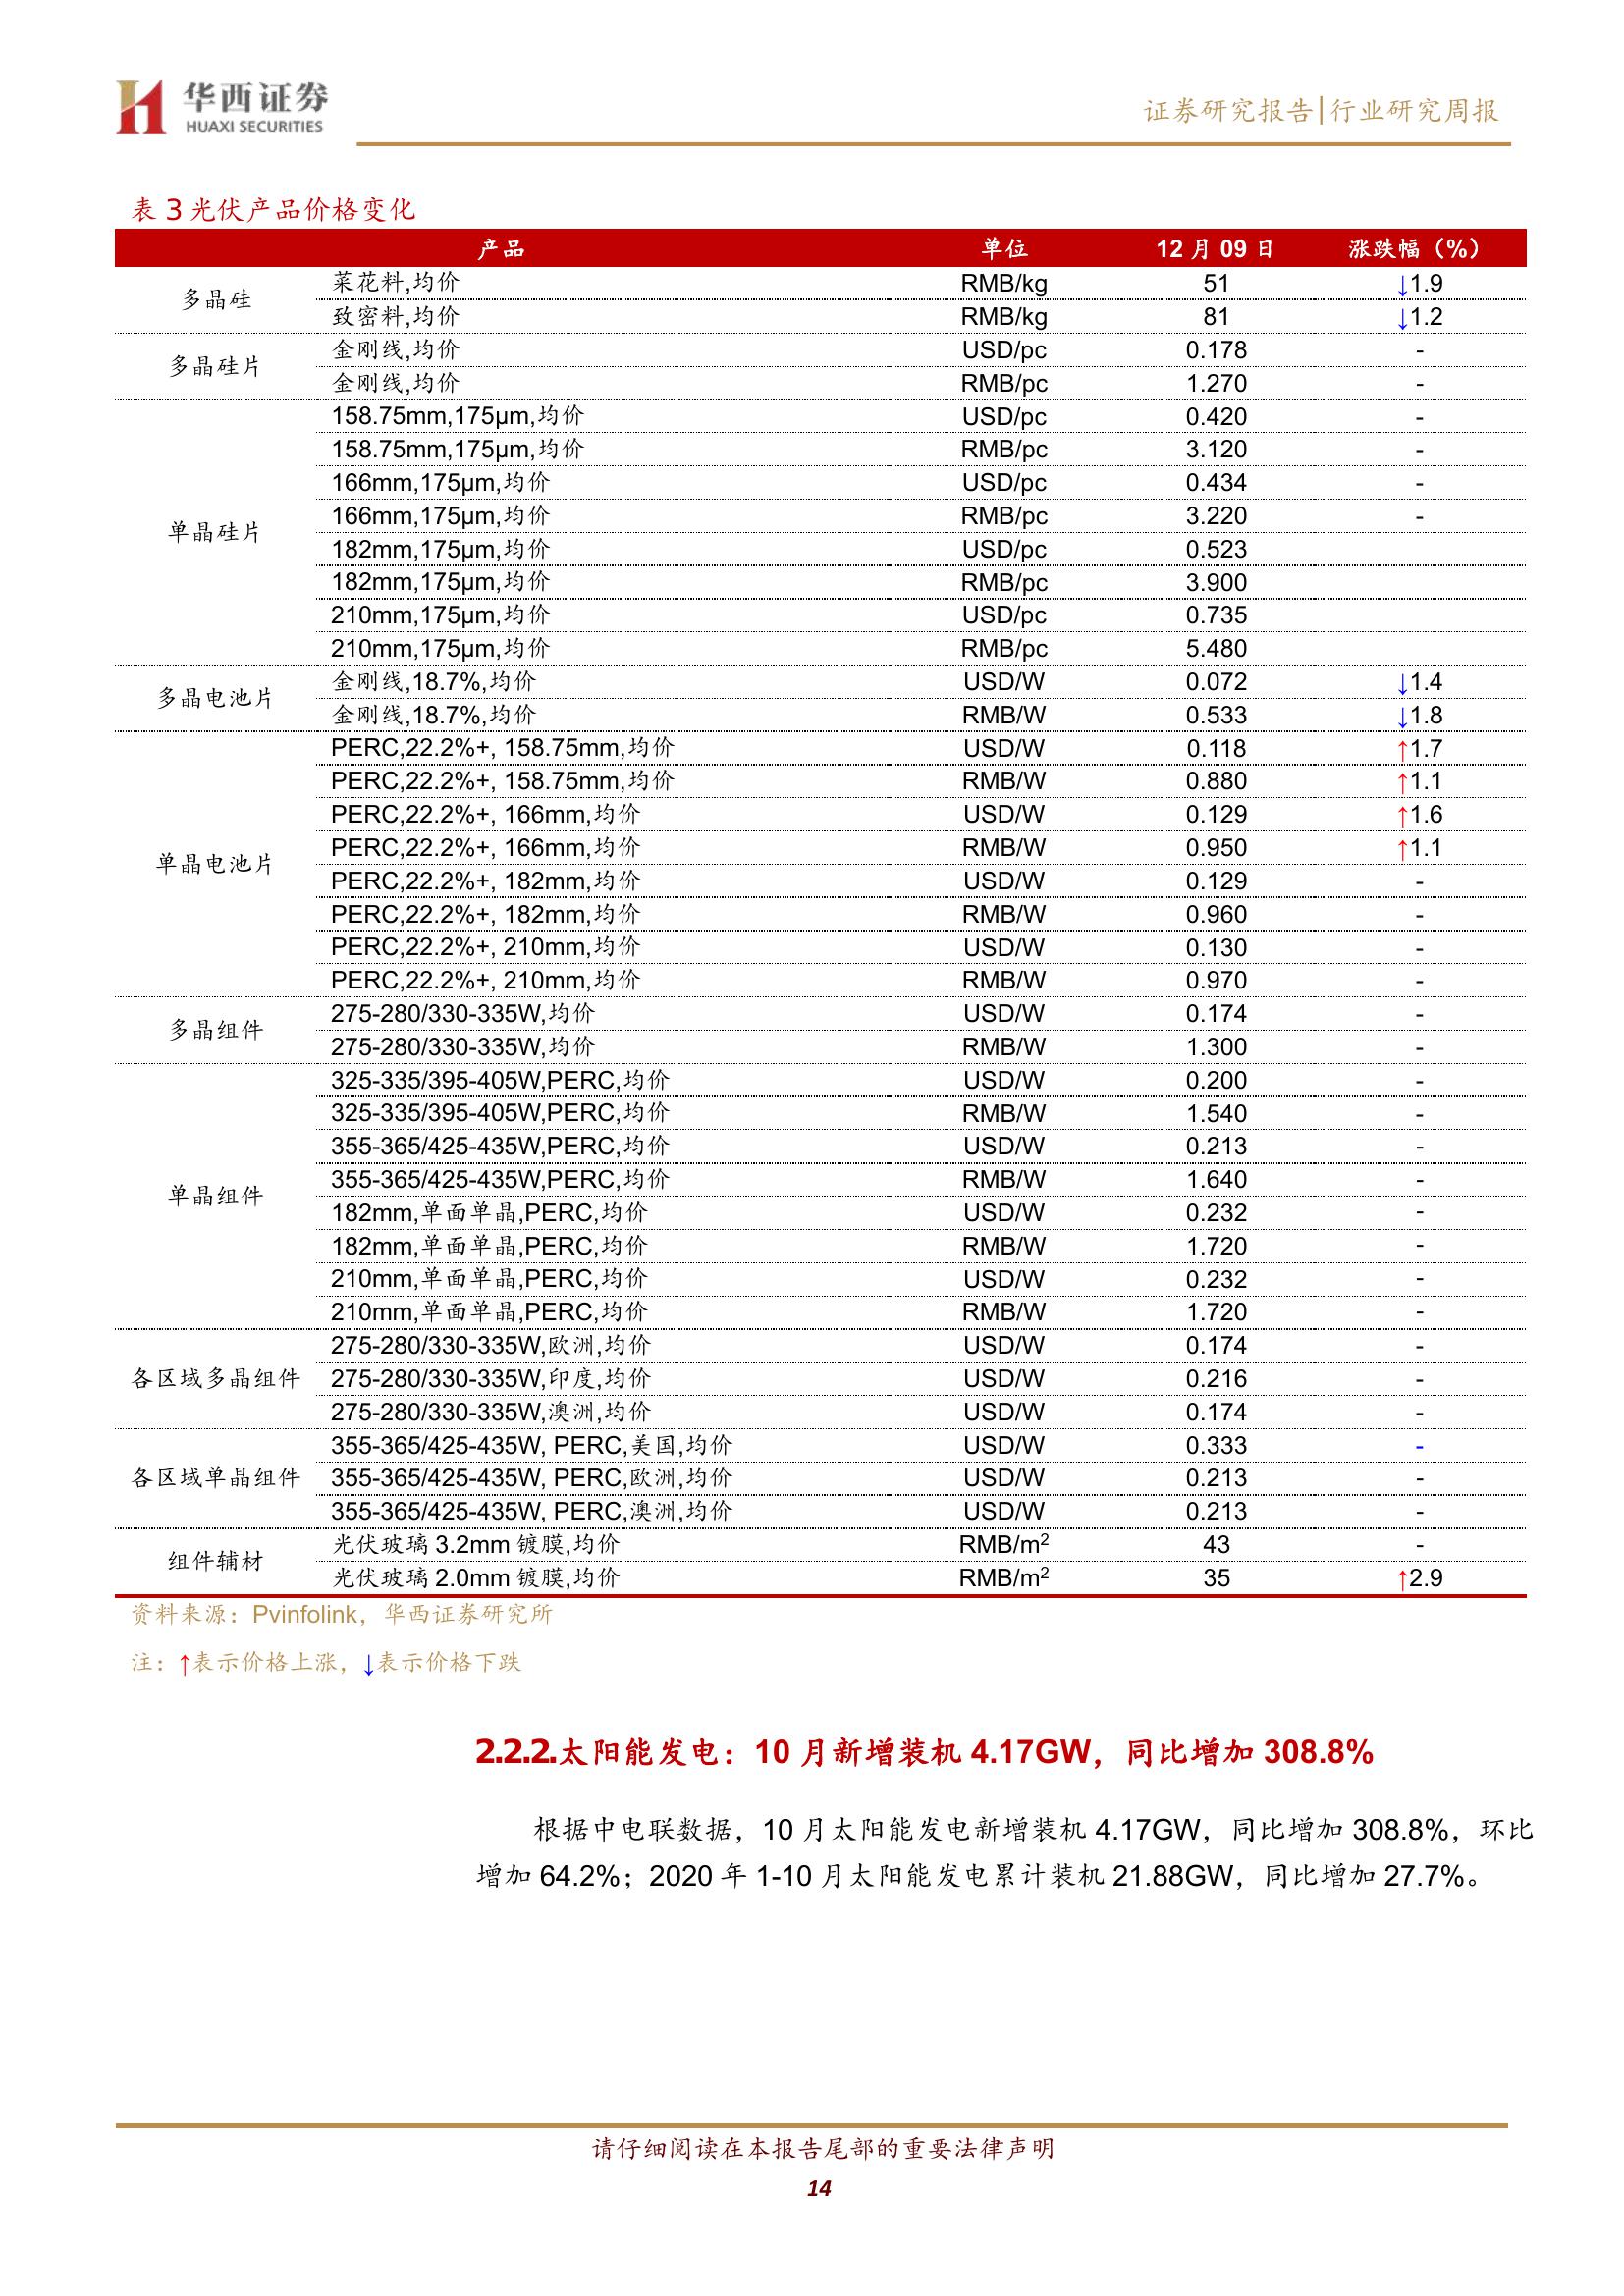 华西证券
HUAXI SECURITIES
证券研究报告|行业研究周报
表 3 光伏产品价格变化
产品 单位 12 月 09 日 涨跌幅（%）
多晶硅
菜花料,均价 RMB/kg 51 ↓1.9
致密料,均价 RMB/kg 81 ↓1.2
多晶硅片
金刚线,均价 USD/pc 0.178 -
金刚线,均价 RMB/pc 1.270 -
单晶硅片
158.75mm,175μm,均价 USD/pc 0.420 -
158.75mm,175μm,均价 RMB/pc 3.120 -
166mm,175μm,均价 USD/pc 0.434 -
166mm,175μm,均价 RMB/pc 3.220 -
182mm,175μm,均价 USD/pc 0.523
182mm,175μm,均价 RMB/pc 3.900
210mm,175μm,均价 USD/pc 0.735
210mm,175μm,均价 RMB/pc 5.480
多晶电池片
金刚线,18.7%,均价 USD/W 0.072 ↓1.4
金刚线,18.7%,均价 RMB/W 0.533 ↓1.8
单晶电池片
PERC,22.2%+, 158.75mm,均价 USD/W 0.118 ↑1.7
PERC,22.2%+, 158.75mm,均价 RMB/W 0.880 ↑1.1
PERC,22.2%+, 166mm,均价 USD/W 0.129 ↑1.6
PERC,22.2%+, 166mm,均价 RMB/W 0.950 ↑1.1
PERC,22.2%+, 182mm,均价 USD/W 0.129 -
PERC,22.2%+, 182mm,均价 RMB/W 0.960 -
PERC,22.2%+, 210mm,均价 USD/W 0.130 -
PERC,22.2%+, 210mm,均价 RMB/W 0.970 -
多晶组件
275-280/330-335W,均价 USD/W 0.174 -
275-280/330-335W,均价 RMB/W 1.300 -
单晶组件
325-335/395-405W,PERC,均价 USD/W 0.200 -
325-335/395-405W,PERC,均价 RMB/W 1.540 -
355-365/425-435W,PERC,均价 USD/W 0.213 -
355-365/425-435W,PERC,均价 RMB/W 1.640 -
182mm,单面单晶,PERC,均价 USD/W 0.232 -
182mm,单面单晶,PERC,均价 RMB/W 1.720 -
210mm,单面单晶,PERC,均价 USD/W 0.232 -
210mm,单面单晶,PERC,均价 RMB/W 1.720 -
各区域多晶组件
275-280/330-335W,欧洲,均价 USD/W 0.174 -
275-280/330-335W,印度,均价 USD/W 0.216 -
275-280/330-335W,澳洲,均价 USD/W 0.174 -
各区域单晶组件
355-365/425-435W, PERC,美国,均价 USD/W 0.333 -
355-365/425-435W, PERC,欧洲,均价 USD/W 0.213 -
355-365/425-435W, PERC,澳洲,均价 USD/W 0.213 -
组件辅材
光伏玻璃 3.2mm 镀膜,均价 RMB/m² 43 -
光伏玻璃 2.0mm 镀膜,均价 RMB/m² 35 ↑2.9
资料来源：Pvinfolink，华西证券研究所
注：↑表示价格上涨，↓表示价格下跌
2.2.2.太阳能发电：10 月新增装机 4.17GW，同比增加 308.8%
根据中电联数据，10 月太阳能发电新增装机 4.17GW，同比增加 308.8%，环比
增加 64.2%；2020 年 1-10 月太阳能发电累计装机 21.88GW，同比增加 27.7%。
请仔细阅读在本报告尾部的重要法律声明
14